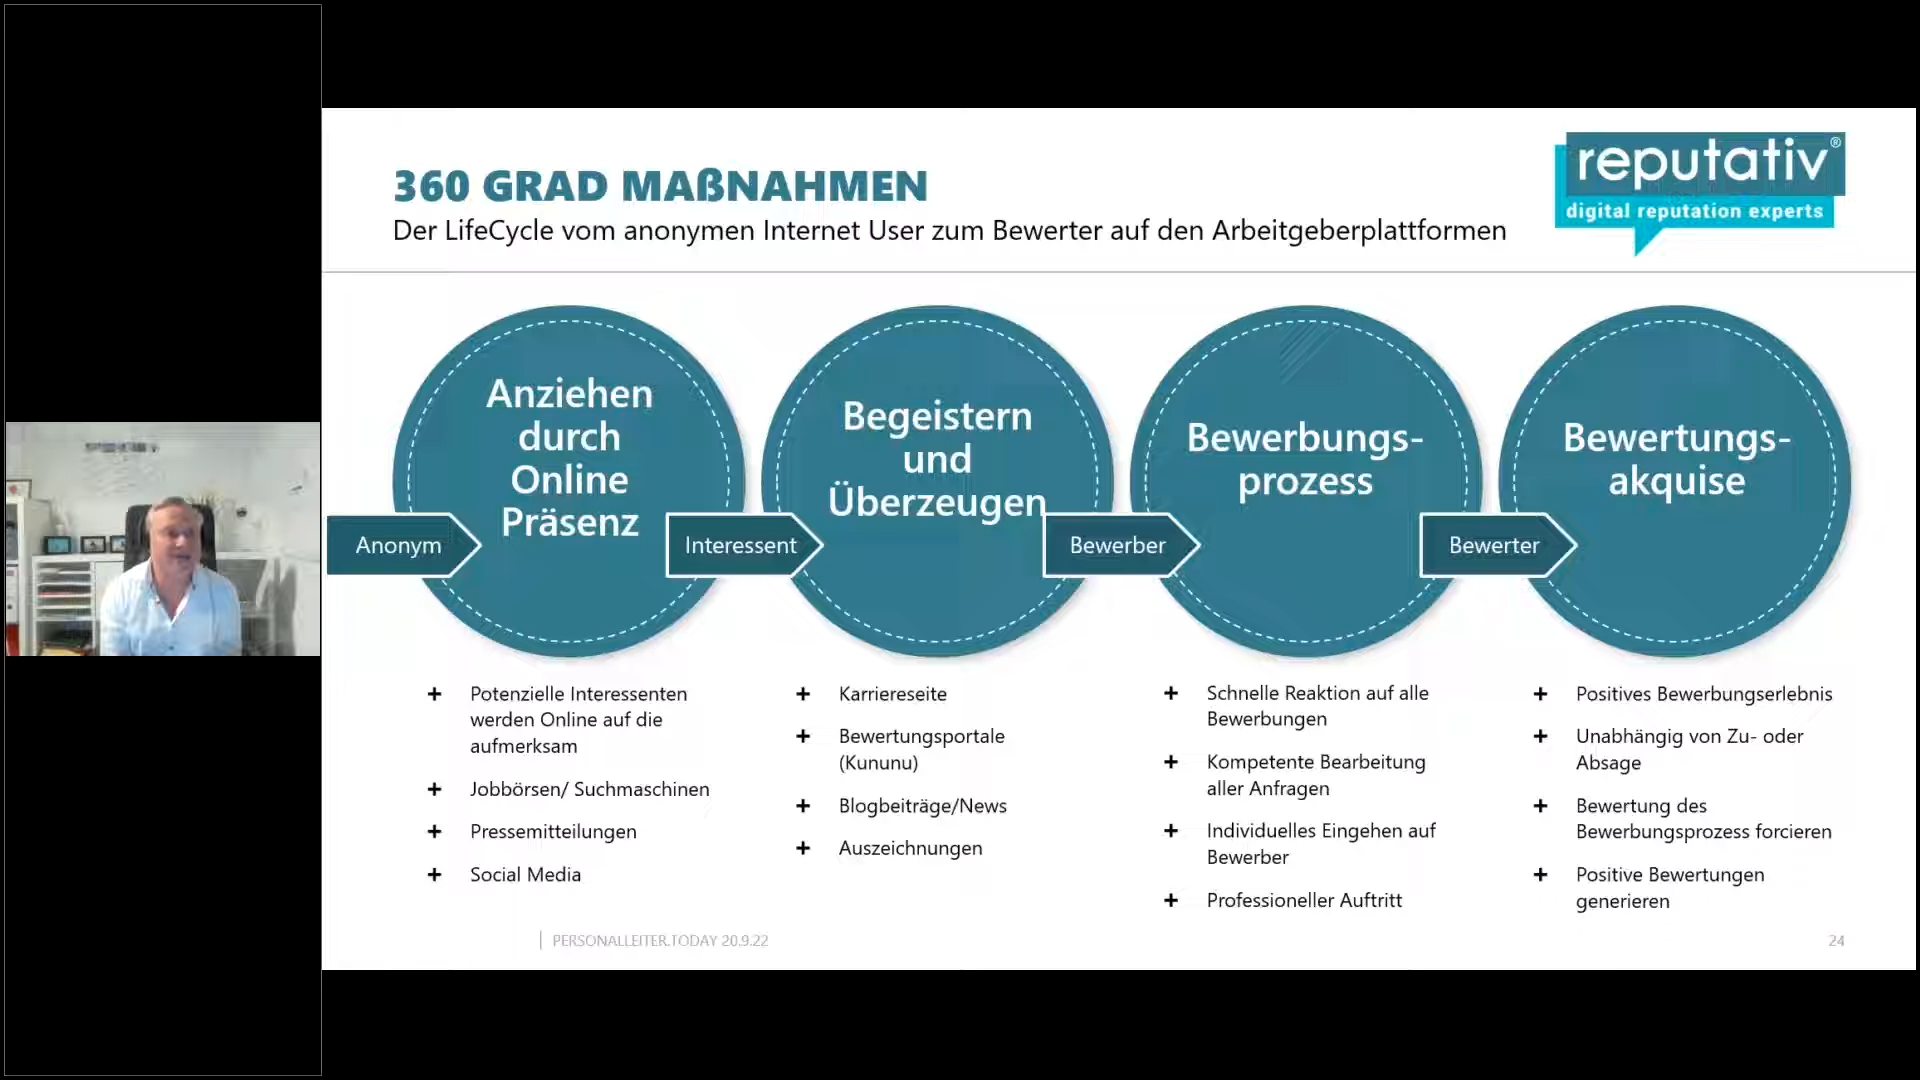 360 GRAD MAßNAHMEN
Der LifeCycle vom anonymen Internet User zum Bewerter auf den Arbeitgeberplattformen
reputativ®
digital reputation experts
Anonym
Anziehen
durch
Online
Präsenz
Interessent
Begeistern
und
Überzeugen
Bewerber
Bewerbungs-
prozess
Bewerter
Bewertungs-
akquise
+ Potenzielle Interessenten
werden Online auf die
aufmerksam
+ Jobbörsen/ Suchmaschinen
+ Pressemitteilungen
+ Social Media
+ Karriereseite
+ Bewertungsportale
(Kununu)
+ Blogbeiträge/News
+ Auszeichnungen
+ Schnelle Reaktion auf alle
Bewerbungen
+ Kompetente Bearbeitung
aller Anfragen
+ Individuelles Eingehen auf
Bewerber
+ Professioneller Auftritt
+ Positives Bewerbungserlebnis
+ Unabhängig von Zu- oder
Absage
+ Bewertung des
Bewerbungsprozess forcieren
+ Positive Bewertungen
generieren
PERSONALLEITER.TODAY 20.9.22
24